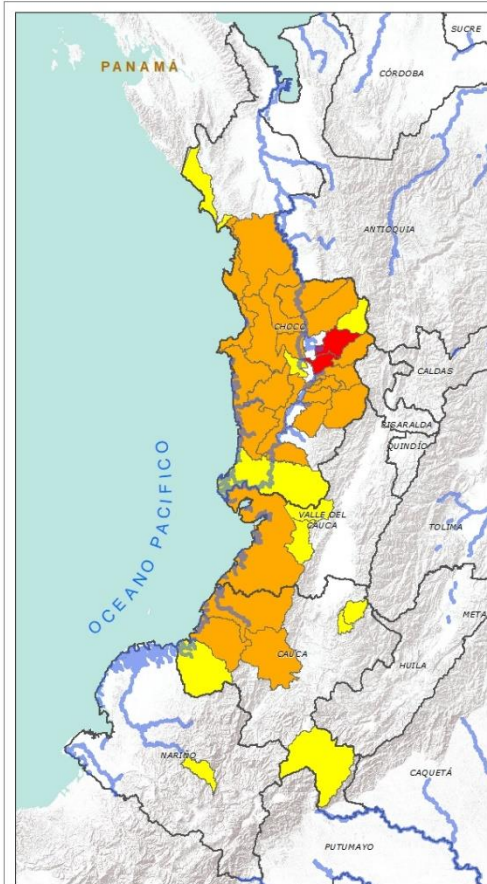 SUCRE
PANAMÁ
CÓRDOBA
ANTIOQUIA
CHOCÓ
CALDAS
RISARALDA
QUINDÍO
OCEANO PACIFICO
VALLE DEL
CAUCA
TOLIMA
META
CAUCA
HUILA
NARIÑO
CAQUETÁ
PUTUMAYO